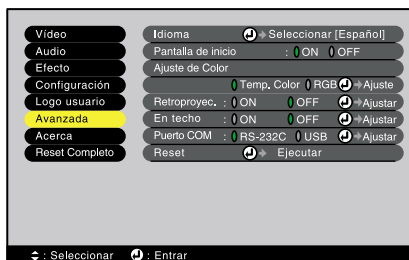 Vídeo
Audio
Efecto
Configuración
Logo usuario
Avanzada
Acerca
Reset Completo
Idioma Seleccionar [Español]
Pantalla de inicio : ON OFF
Ajuste de Color
Temp. Color RGB Ajuste
Retroproyec. : ON OFF Ajustar
En techo : ON OFF Ajustar
Puerto COM : RS-232C USB Ajustar
Reset Ejecutar
: Seleccionar : Entrar